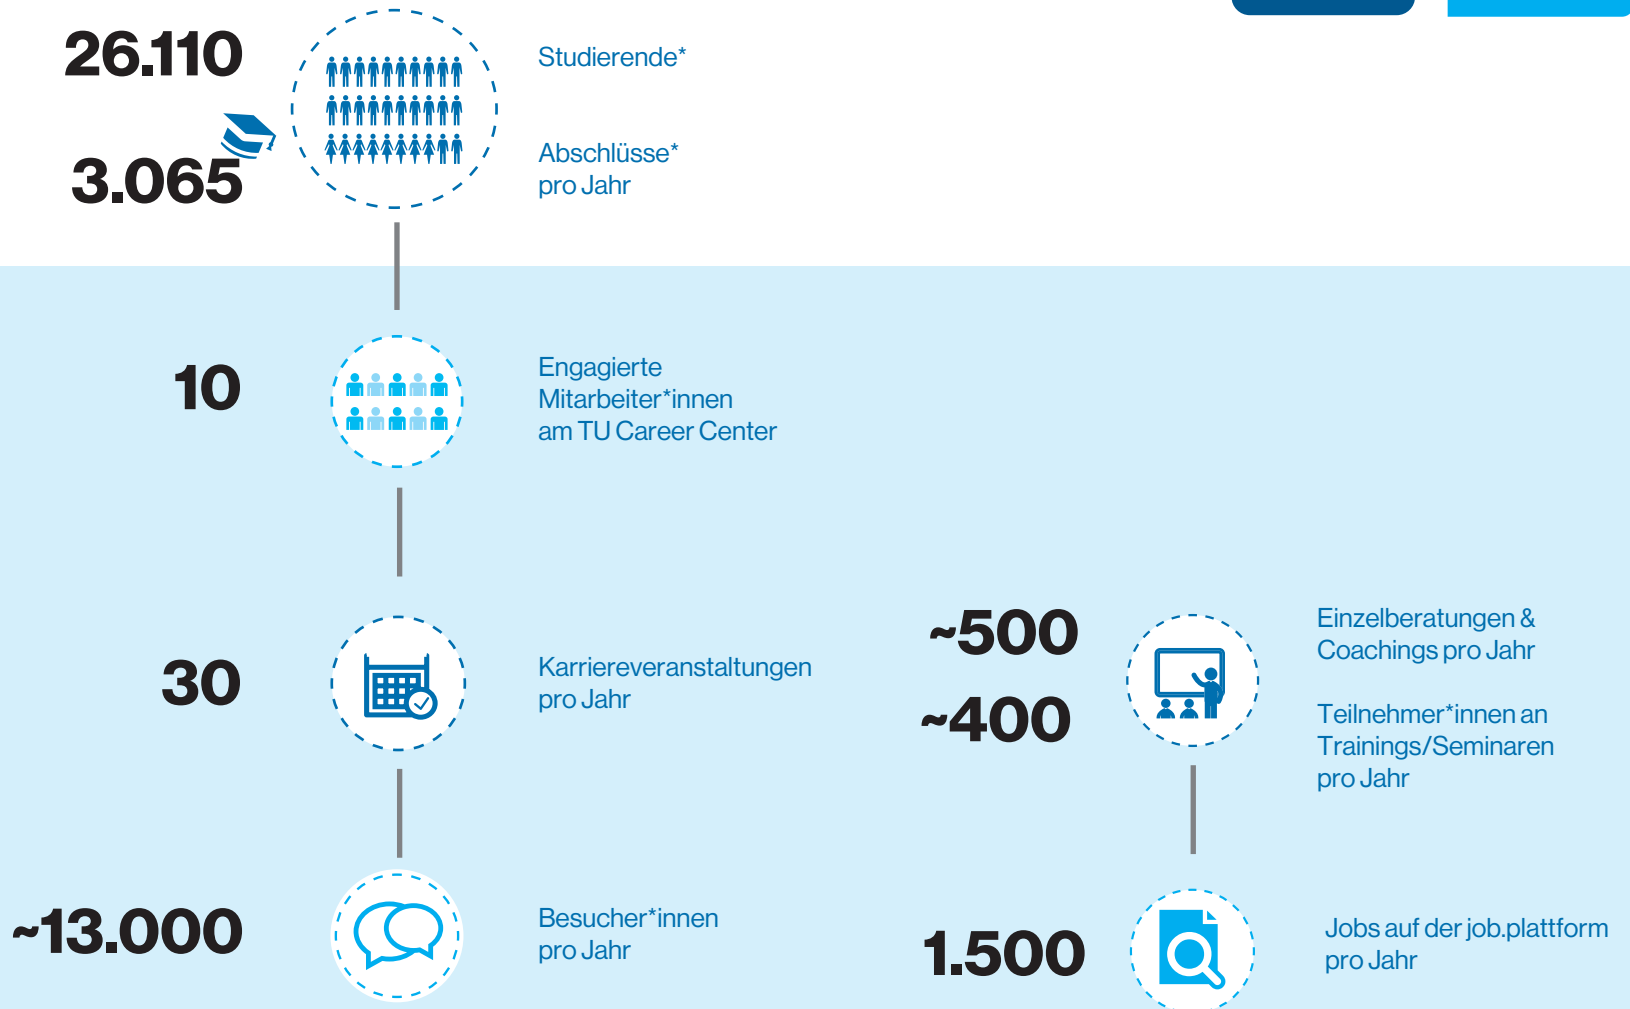 26.110
Studierende*
3.065
Abschlüsse*
pro Jahr
10
Engagierte
Mitarbeiter*innen
am TU Career Center
30
Karriereveranstaltungen
pro Jahr
~13.000
Besucher*innen
pro Jahr
~500
Einzelberatungen &
Coachings pro Jahr
~400
Teilnehmer*innen an
Trainings/Seminaren
pro Jahr
1.500
Jobs auf der job.plattform
pro Jahr